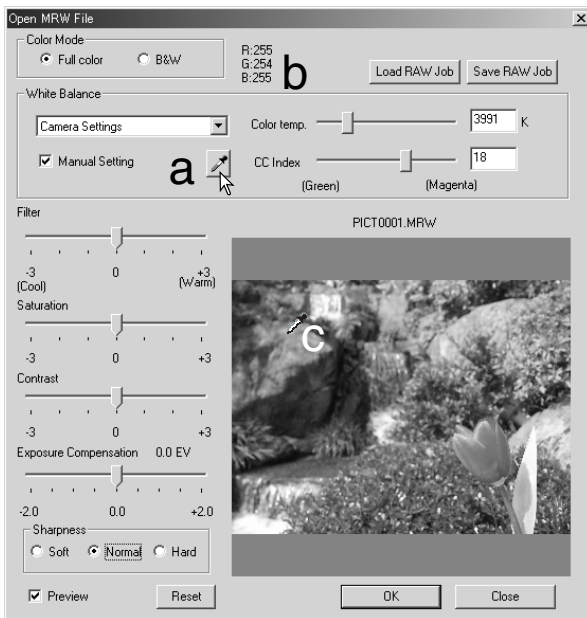 Open MRW File
Color Mode
Full color
B&W
R:255
G:254
B:255
b
Load RAW Job
Save RAW Job
White Balance
Camera Settings
Color temp.
3991
K
Manual Setting
a
CC Index
18
(Green)
(Magenta)
Filter
-3
0
+3
(Cool)
(Warm)
Saturation
-3
0
+3
Contrast
-3
0
+3
Exposure Compensation 0.0 EV
-2.0
0.0
+2.0
Sharpness
Soft
Normal
Hard
PICT0001.MRW
c
Preview
Reset
OK
Close